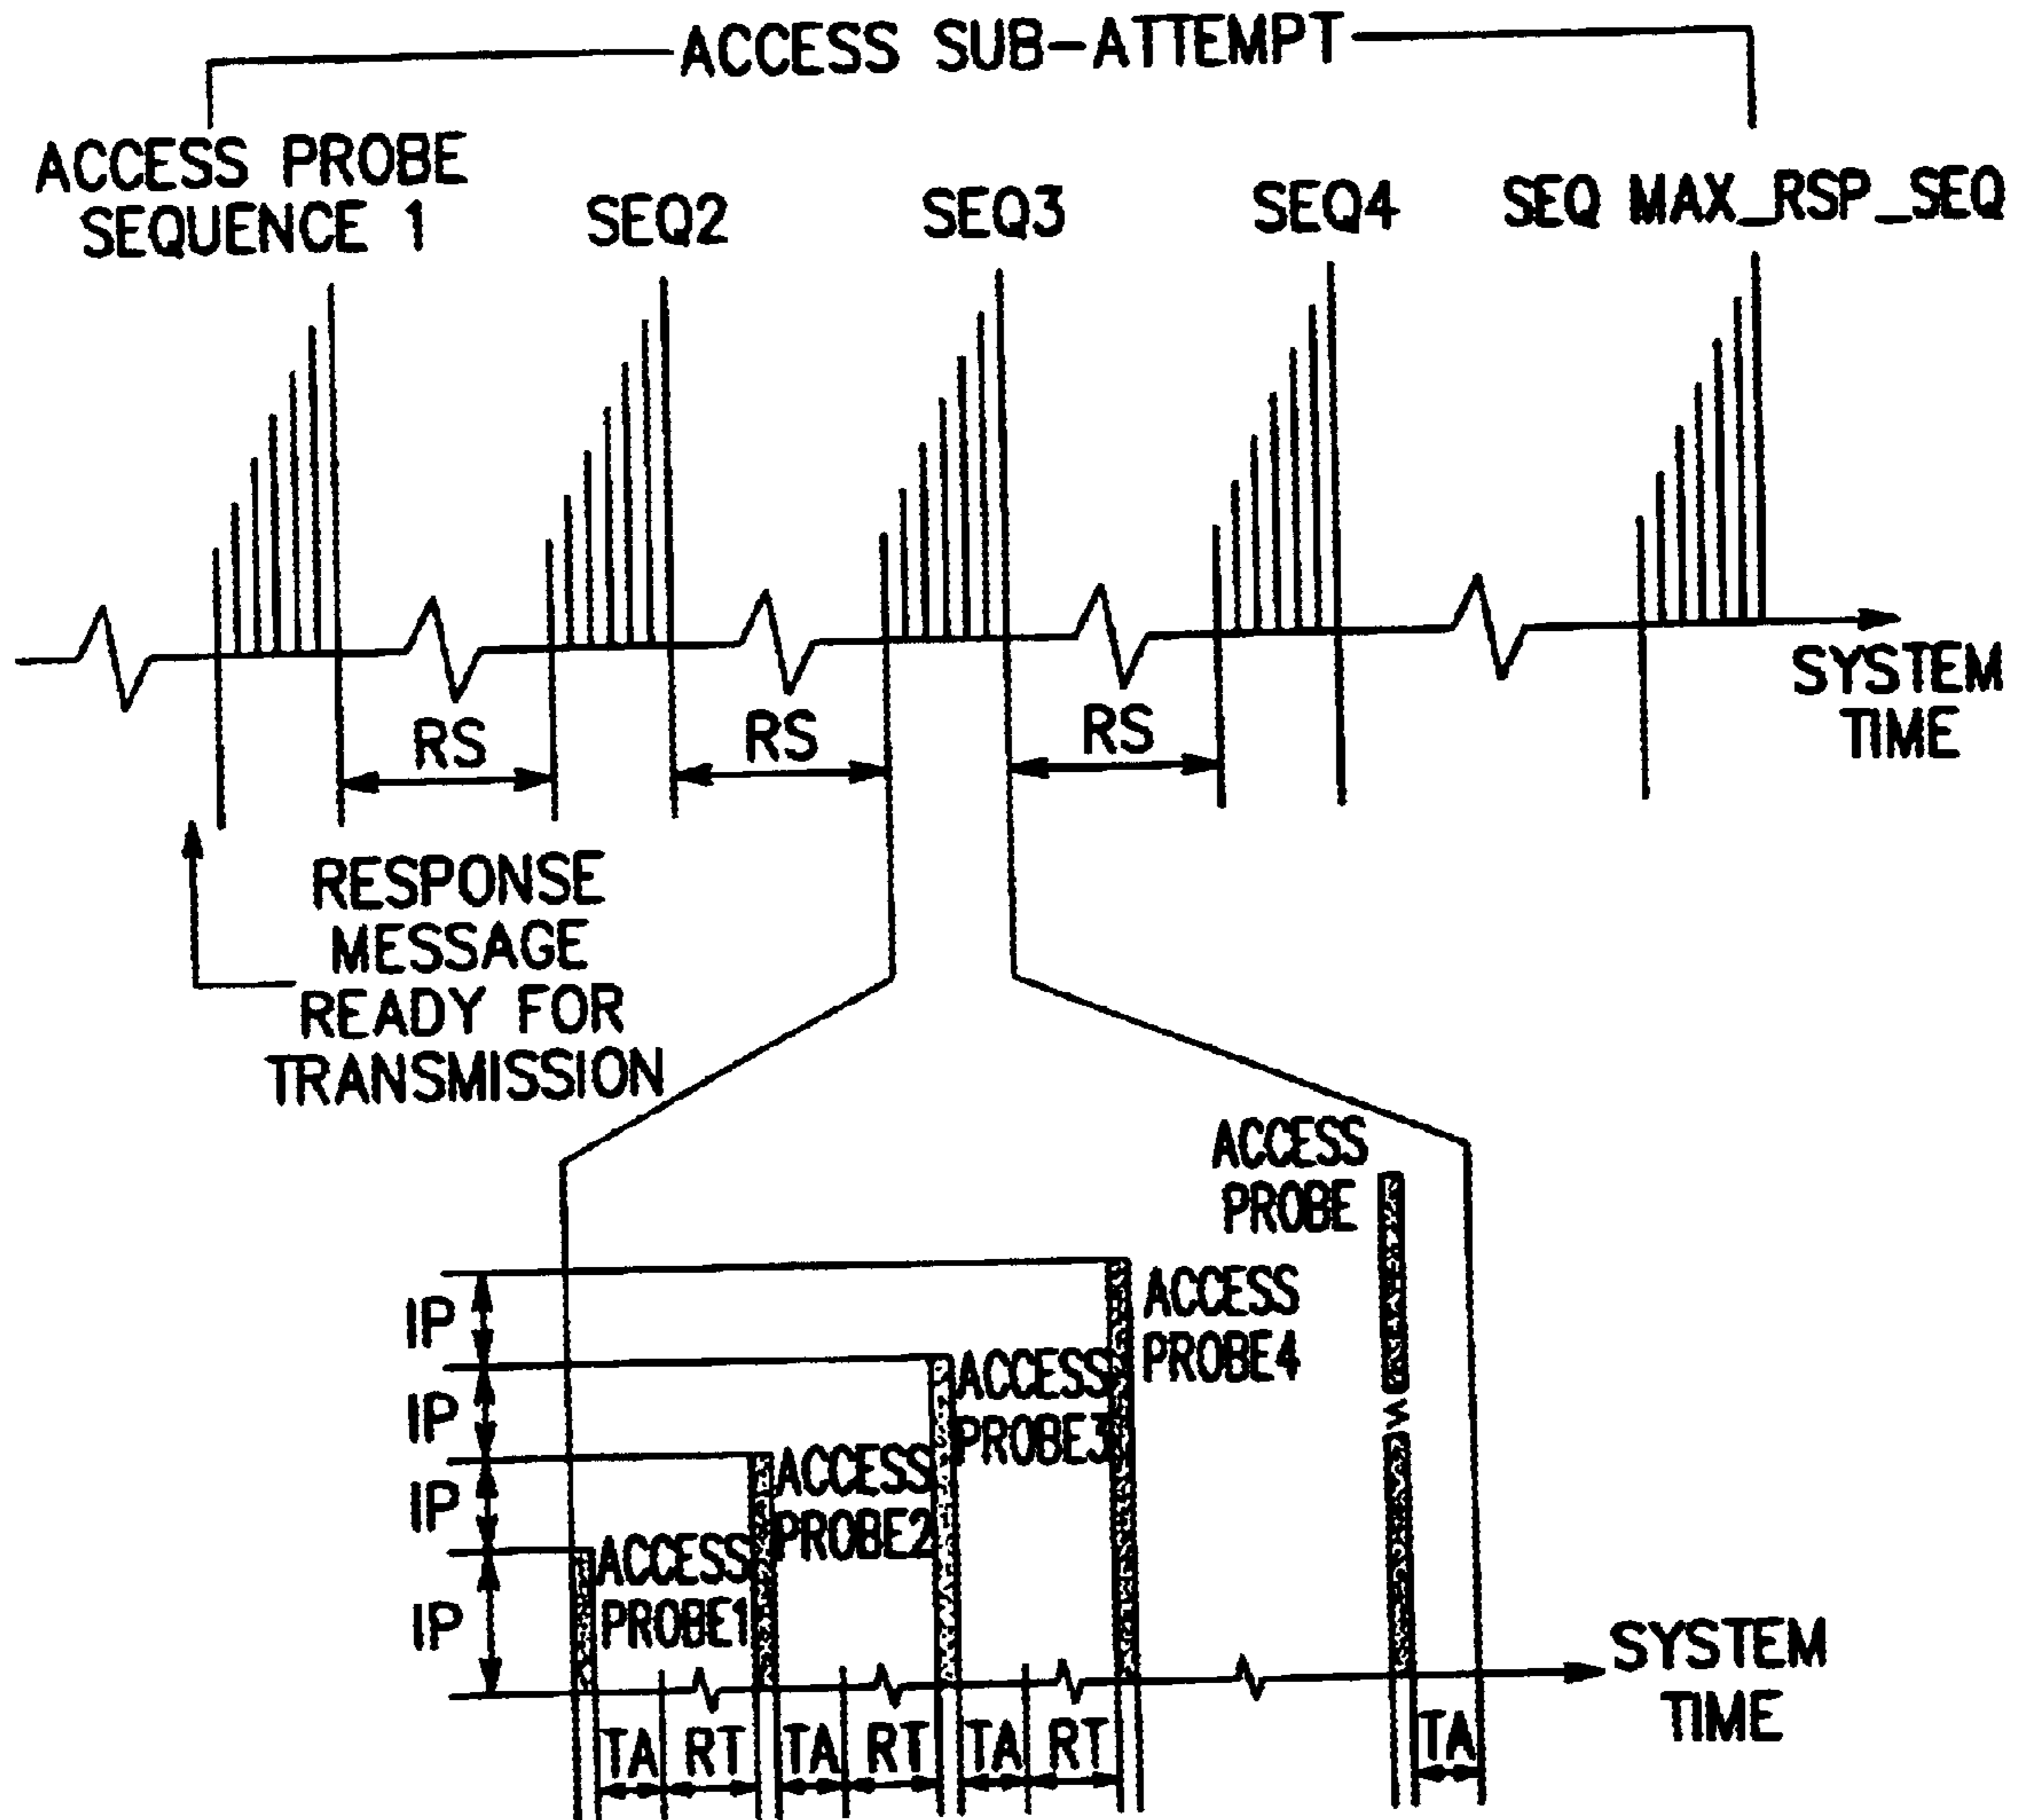 ACCESS SUB-ATTEMPT
ACCESS PROBE
SEQUENCE 1
SEQ2
SEQ3
SEQ4
SEQ MAX_RSP_SEQ
SYSTEM
TIME
RS
RS
RS
RESPONSE
MESSAGE
READY FOR
TRANSMISSION
ACCESS
PROBE
IP
ACCESS
PROBE4
IP
ACCESS
PROBE3
IP
ACCESS
PROBE2
IP
ACCESS
PROBE1
SYSTEM
TIME
TA RT TA RT TA RT TA